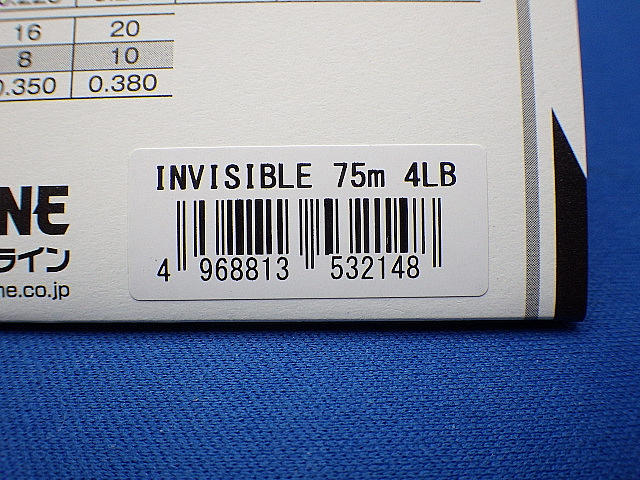 16 20
8 10
0.350 0.380
INVISIBLE 75m 4LB
4 968813 532148
NE
ライン
ne.co.jp